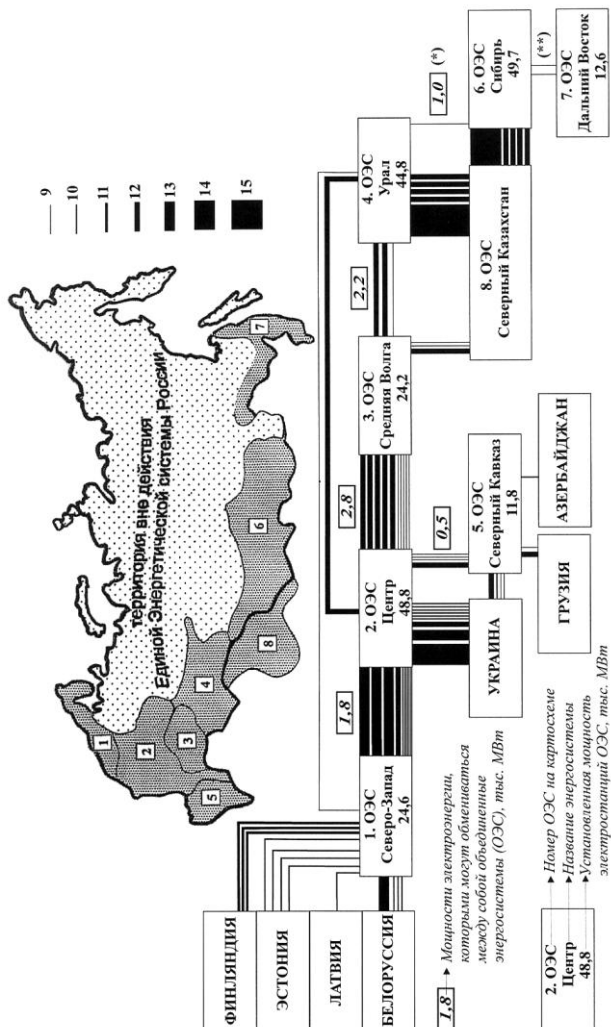 территория вне действия
Единой Энергетической системы России
1
2
3
4
5
6
7
8
9
10
11
12
13
14
15
ФИНЛЯНДИЯ
ЭСТОНИЯ
ЛАТВИЯ
БЕЛОРУССИЯ
1. ОЭС
Северо-Запад
24,6
1,8
2. ОЭС
Центр
48,8
2,8
3. ОЭС
Средняя Волга
24,2
2,2
4. ОЭС
Урал
44,8
1,0 (*)
УКРАИНА
0,5
5. ОЭС
Северный Кавказ
11,8
ГРУЗИЯ
АЗЕРБАЙДЖАН
8. ОЭС
Северный Казахстан
6. ОЭС
Сибирь
49,7
(**)
7. ОЭС
Дальний Восток
12,6
1,8 Мощности электроэнергии,
которыми могут обмениваться
между собой объединенные
энергосистемы (ОЭС), тыс. МВт
2. ОЭС
Центр
48,8
Номер ОЭС на картосхеме
Название энергосистемы
Установленная мощность
электростанций ОЭС, тыс. МВт